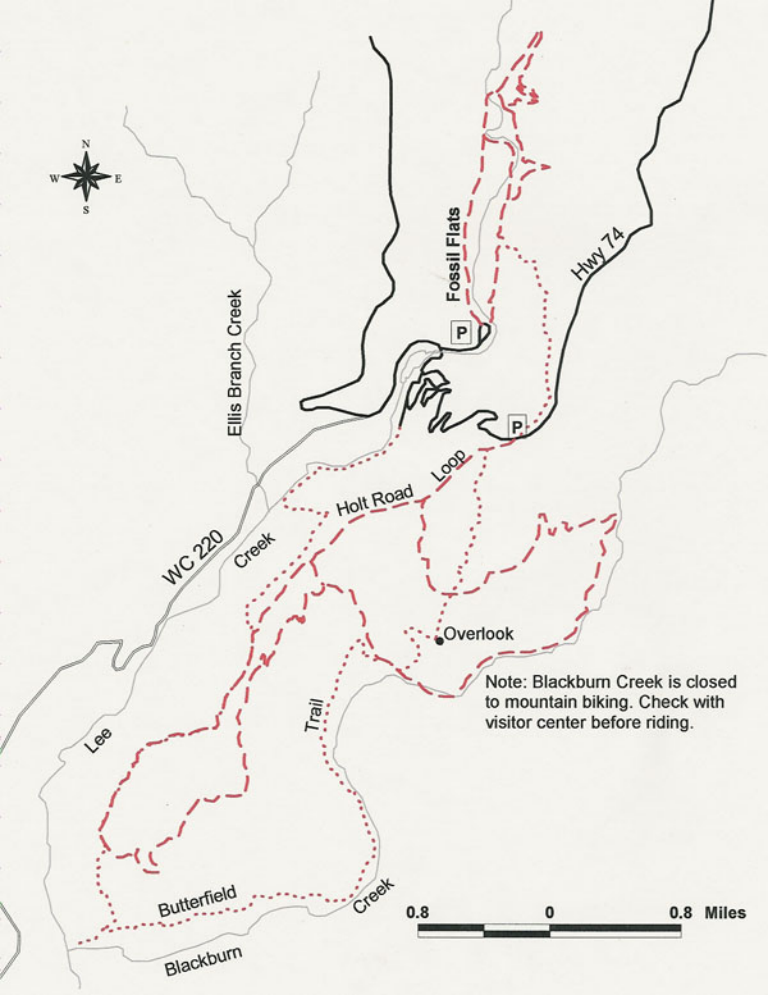 N
W E
S
Fossil Flats
Hwy 74
P
Ellis Branch Creek
P
Loop
Holt Road
WC 220
Creek
Overlook
Note: Blackburn Creek is closed
to mountain biking. Check with
visitor center before riding.
Trail
Lee
Butterfield
Creek
0.8 0 0.8 Miles
Blackburn